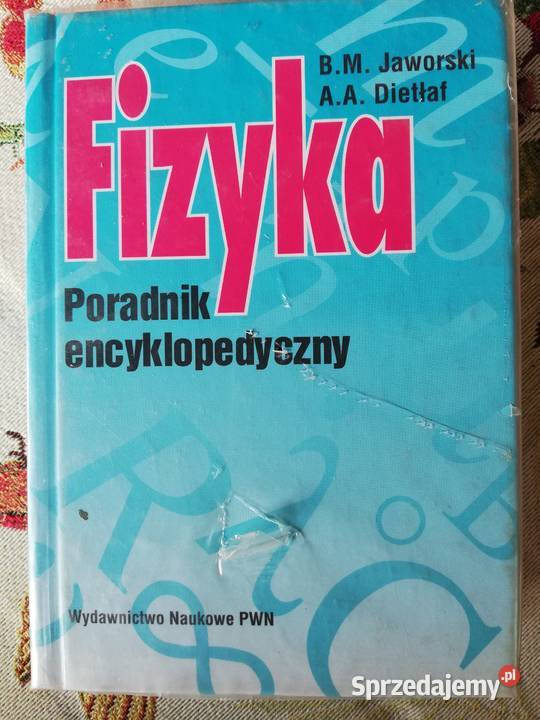 B.M. Jaworski
A.A. Dietłaf
Fizyka
Poradnik
encyklopedyczny
Wydawnictwo Naukowe PWN
Sprzedajemy.pl